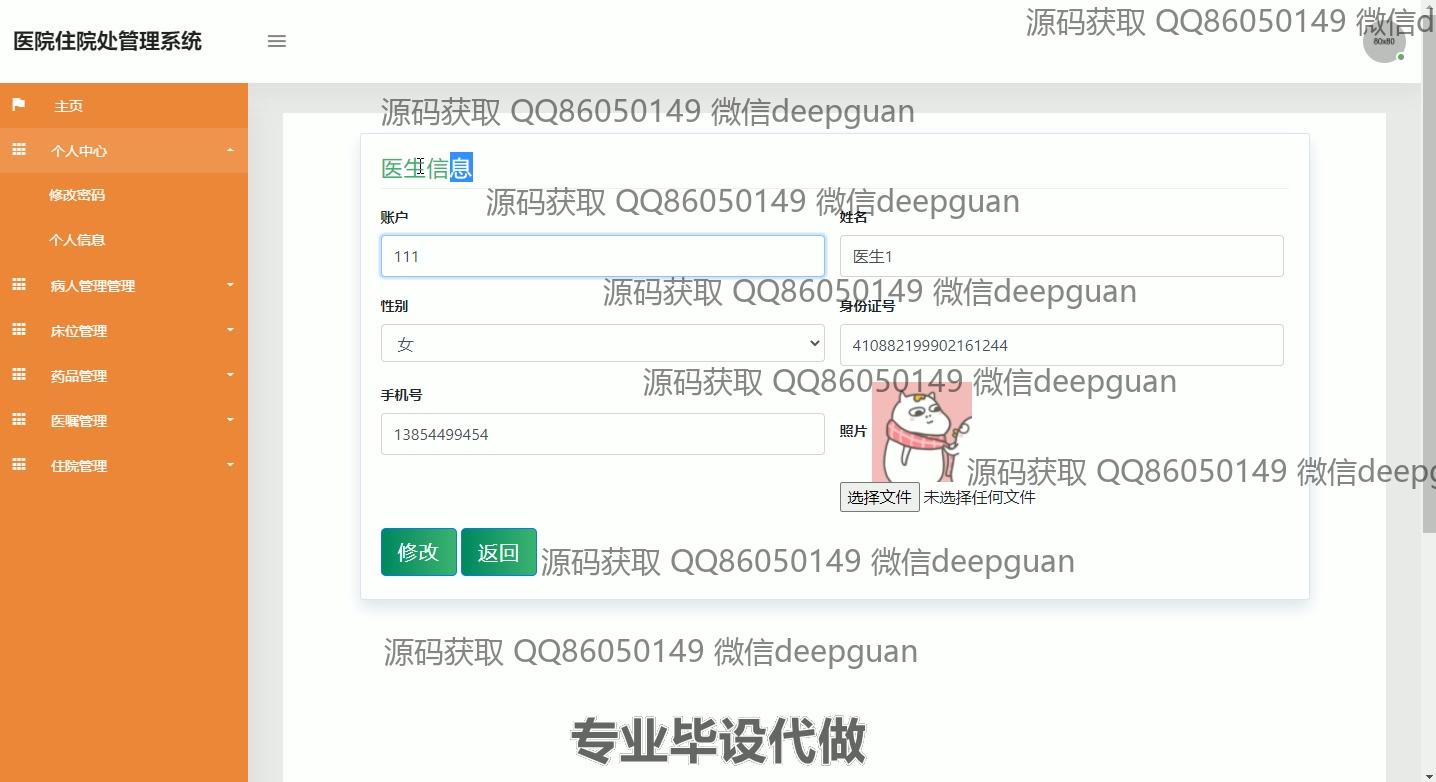 医院住院处管理系统
源码获取 QQ86050149 微信d
60x60
主页
个人中心
修改密码
个人信息
病人管理管理
床位管理
药品管理
医嘱管理
住院管理
源码获取 QQ86050149 微信deepguan
医生信息
源码获取 QQ86050149 微信deepguan
账户
姓名
111
医生1
源码获取 QQ86050149 微信deepguan
性别
身份证号
女
410882199902161244
源码获取 QQ86050149 微信deepguan
手机号
13854499454
照片
源码获取 QQ86050149 微信deepg
选择文件 未选择任何文件
修改 返回
源码获取 QQ86050149 微信deepguan
源码获取 QQ86050149 微信deepguan
专业毕设代做